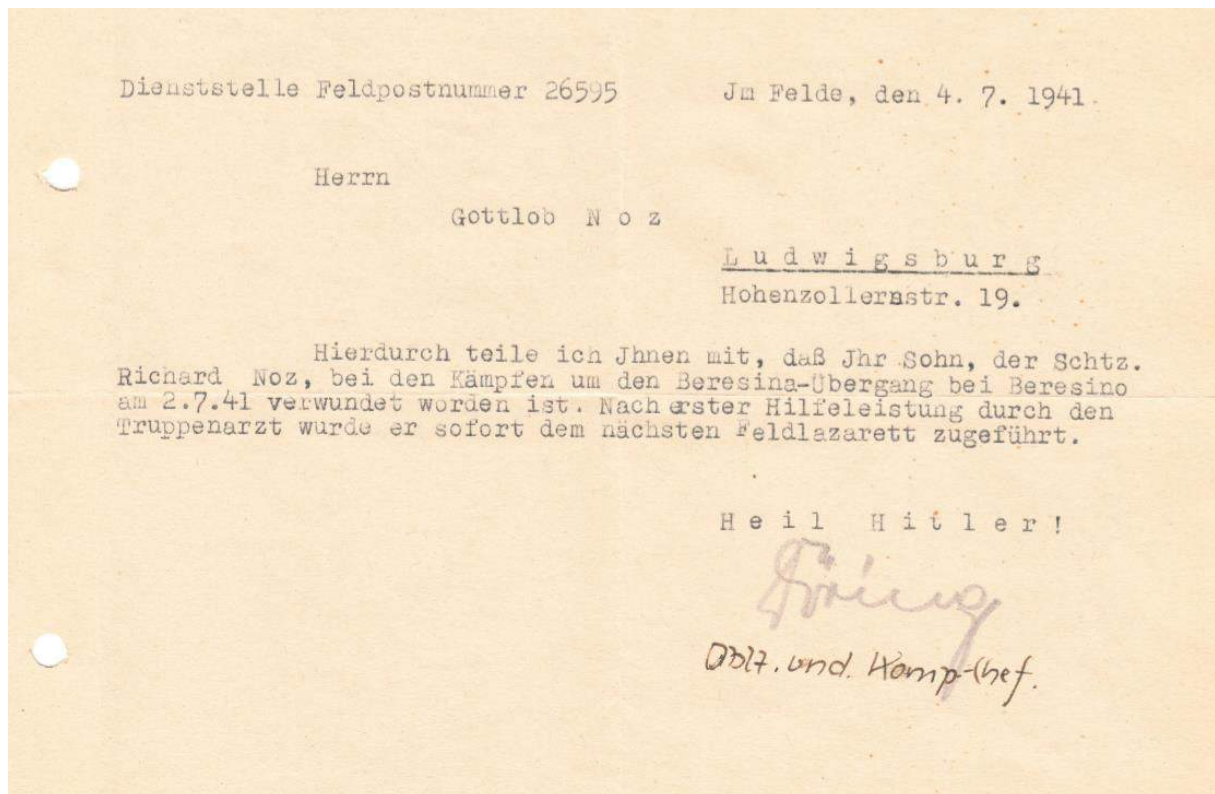 Dienststelle Feldpostnummer 26595 Jm Felde, den 4. 7. 1941.
Herrn
Gottlob N o z
L u d w i g s b u r g
Hohenzollernstr. 19.
Hierdurch teile ich Jhnen mit, daß Jhr Sohn, der Schtz.
Richard Noz, bei den Kämpfen um den Beresina-Übergang bei Beresino
am 2.7.41 verwundet worden ist. Nach erster Hilfeleistung durch den
Truppenarzt wurde er sofort dem nächsten Feldlazarett zugeführt.
H e i l H i t l e r !
Döring
Oblt. und Komp-Chef.